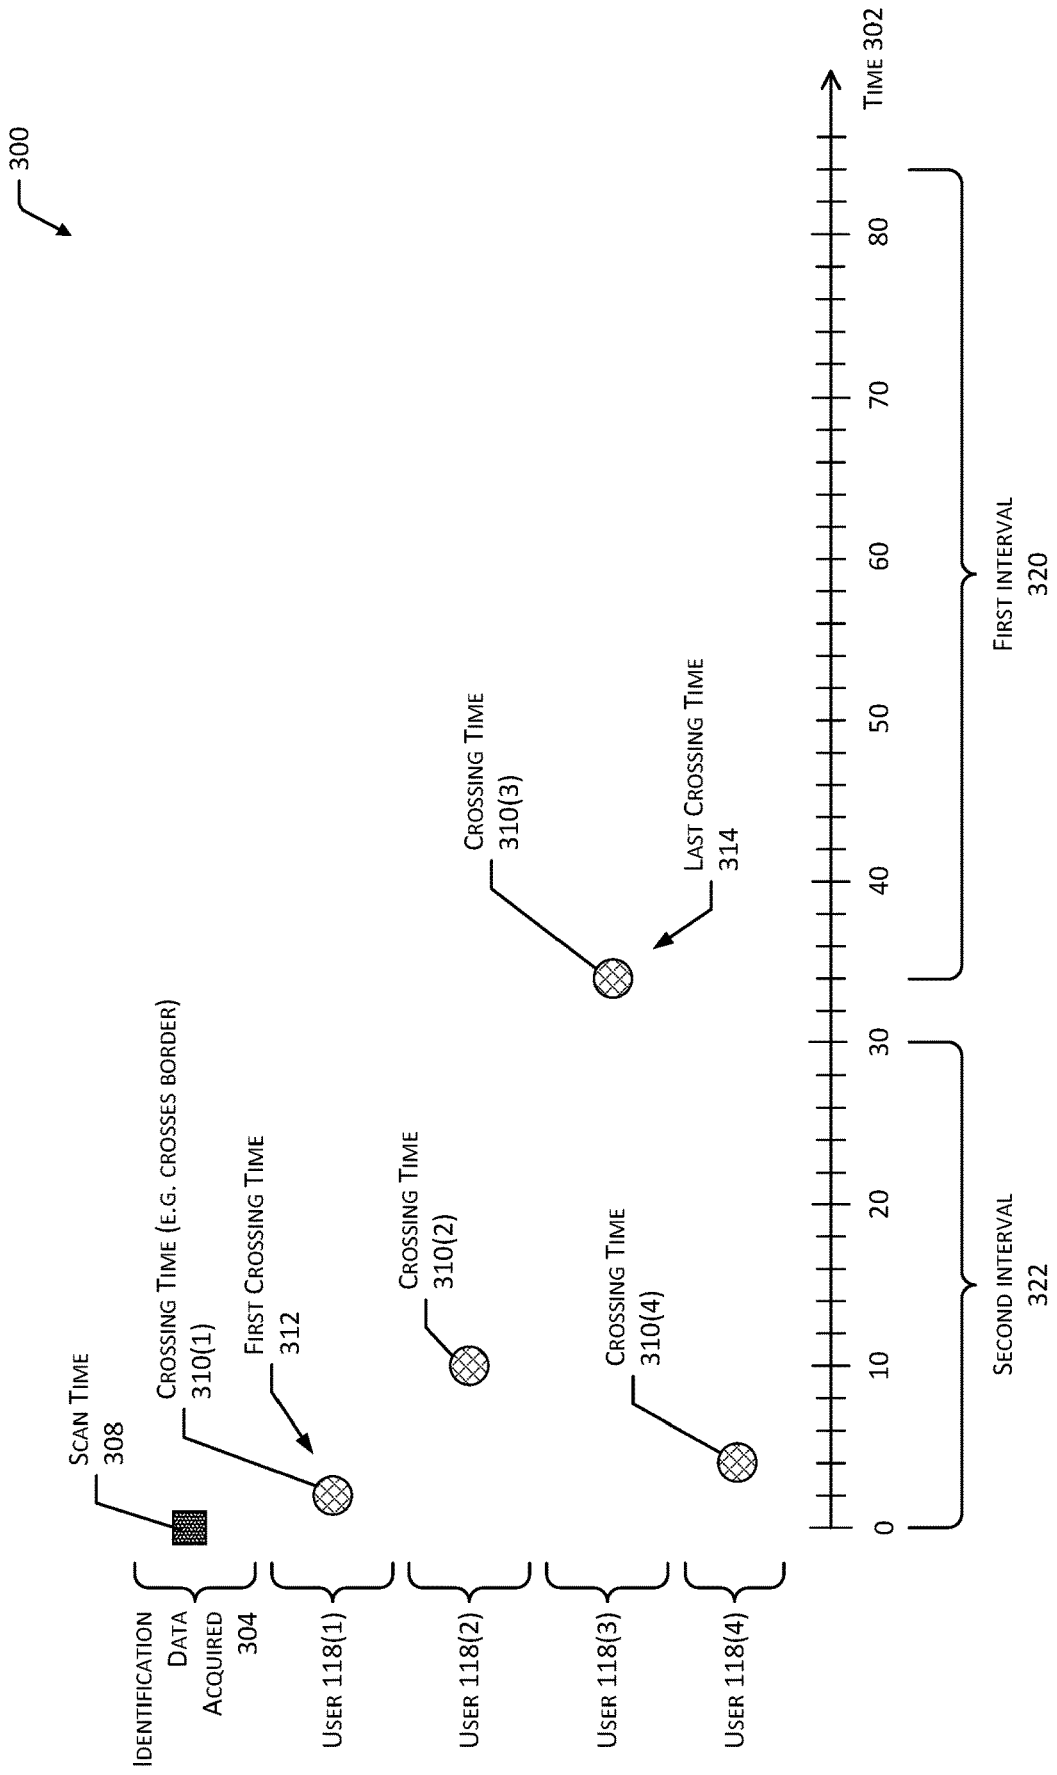 300
SCAN TIME
308
CROSSING TIME (E.G. CROSSES BORDER)
310(1)
FIRST CROSSING TIME
312
CROSSING TIME
310(2)
CROSSING TIME
310(3)
LAST CROSSING TIME
314
CROSSING TIME
310(4)
IDENTIFICATION
DATA
ACQUIRED
304
USER 118(1)
USER 118(2)
USER 118(3)
USER 118(4)
0
10
20
30
40
50
60
70
80
TIME 302
SECOND INTERVAL
322
FIRST INTERVAL
320